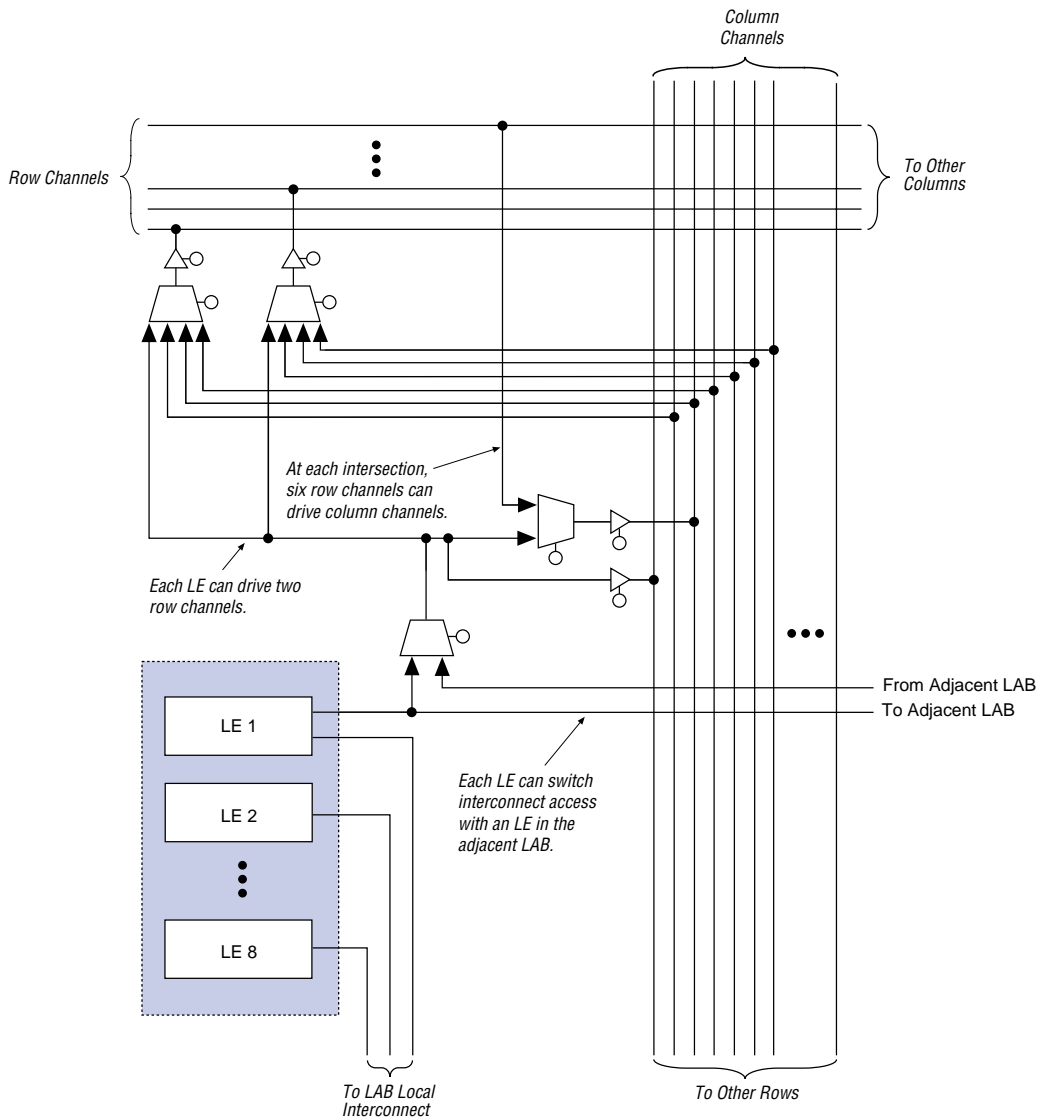 Column
Channels
Row Channels
To Other
Columns
At each intersection,
six row channels can
drive column channels.
Each LE can drive two
row channels.
From Adjacent LAB
To Adjacent LAB
LE 1
Each LE can switch
interconnect access
with an LE in the
adjacent LAB.
LE 2
LE 8
To LAB Local
Interconnect
To Other Rows